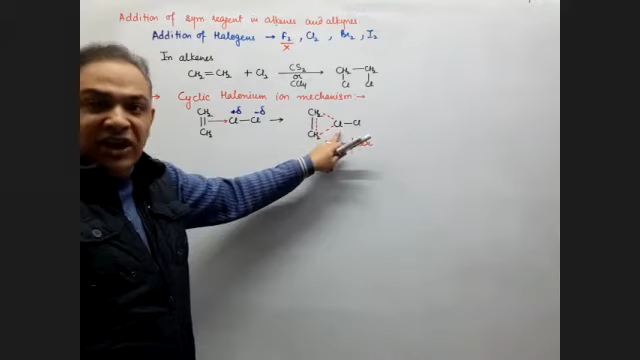 Addition of sym regent in alkenes and alkynes
Addition of Halogens → F2, Cl2, Br2, I2
X
In alkenes
CH2=CH2 + Cl2 CS2 or CCl4 → CH2—CH2
Cl Cl
→ Cyclic Halonium ion mechanism →
CH2 +δ -δ CH2
|| → Cl—Cl → || Cl—Cl
CH2 CH2